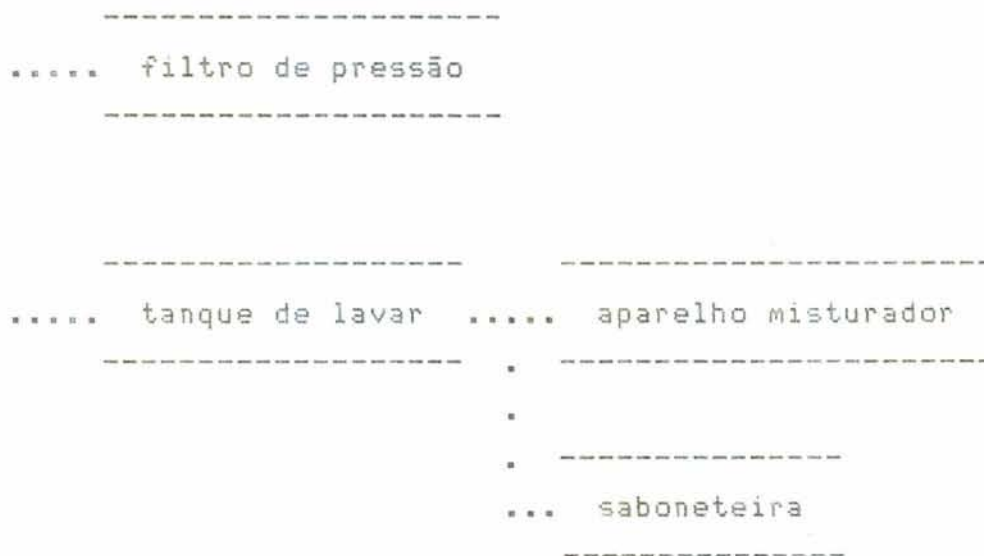 ..... filtro de pressão
..... tanque de lavar ..... aparelho misturador
... saboneteira